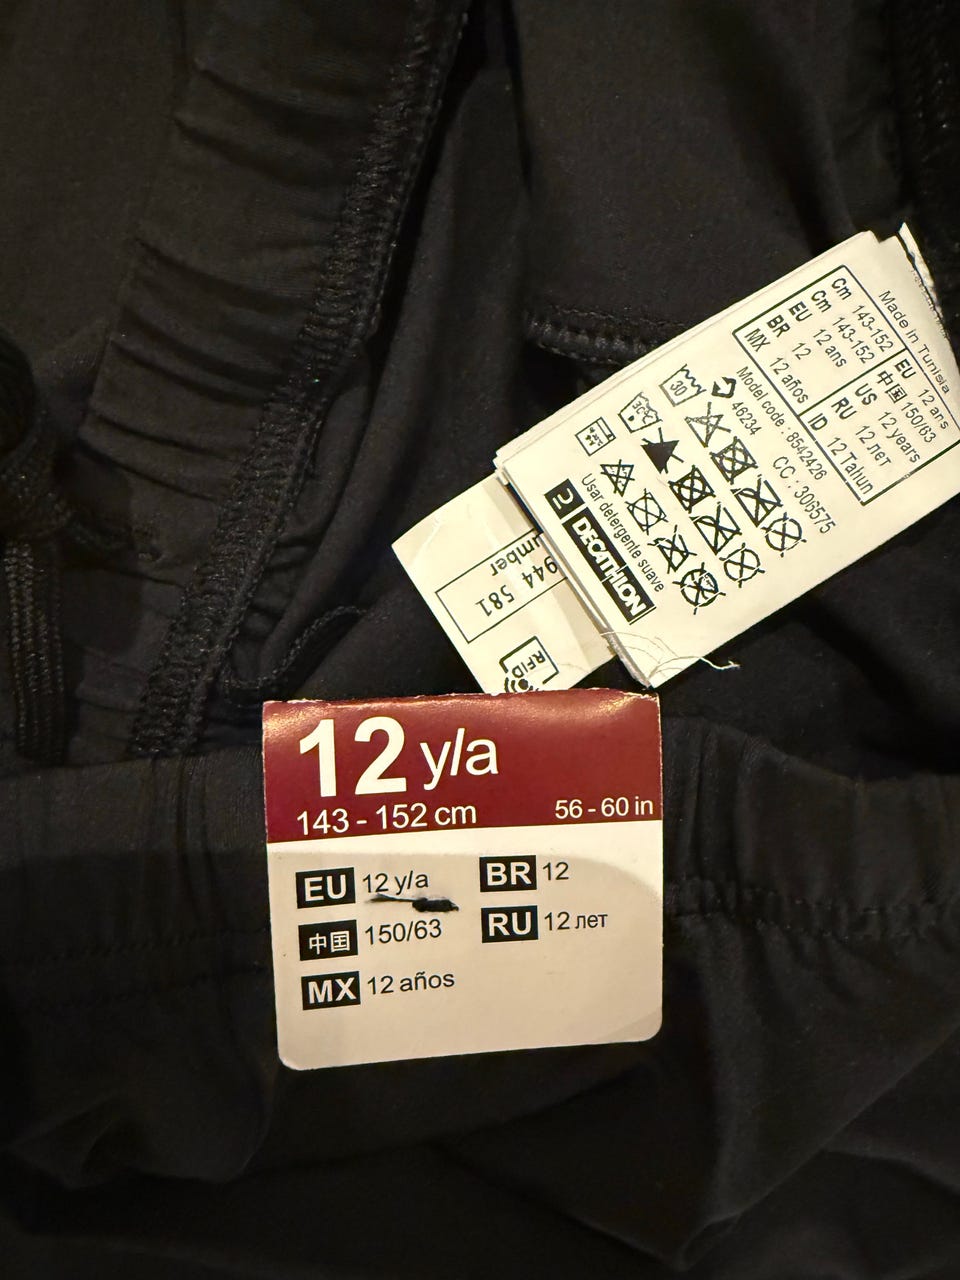 Made in Tunisia
Cm 143-152 EU 12 ans
Cm 143-152 中国 150/63
EU 12 ans US 12 years
BR 12 RU 12 лет
MX 12 años ID 12 Tahun
Model code : 8542426
46234 CC : 306575
30
30°C
Usar detergente suave
DECATHLON
umber
944 581
RFID
12 y/a
143 - 152 cm 56 - 60 in
EU 12 y/a BR 12
中国 150/63 RU 12 лет
MX 12 años